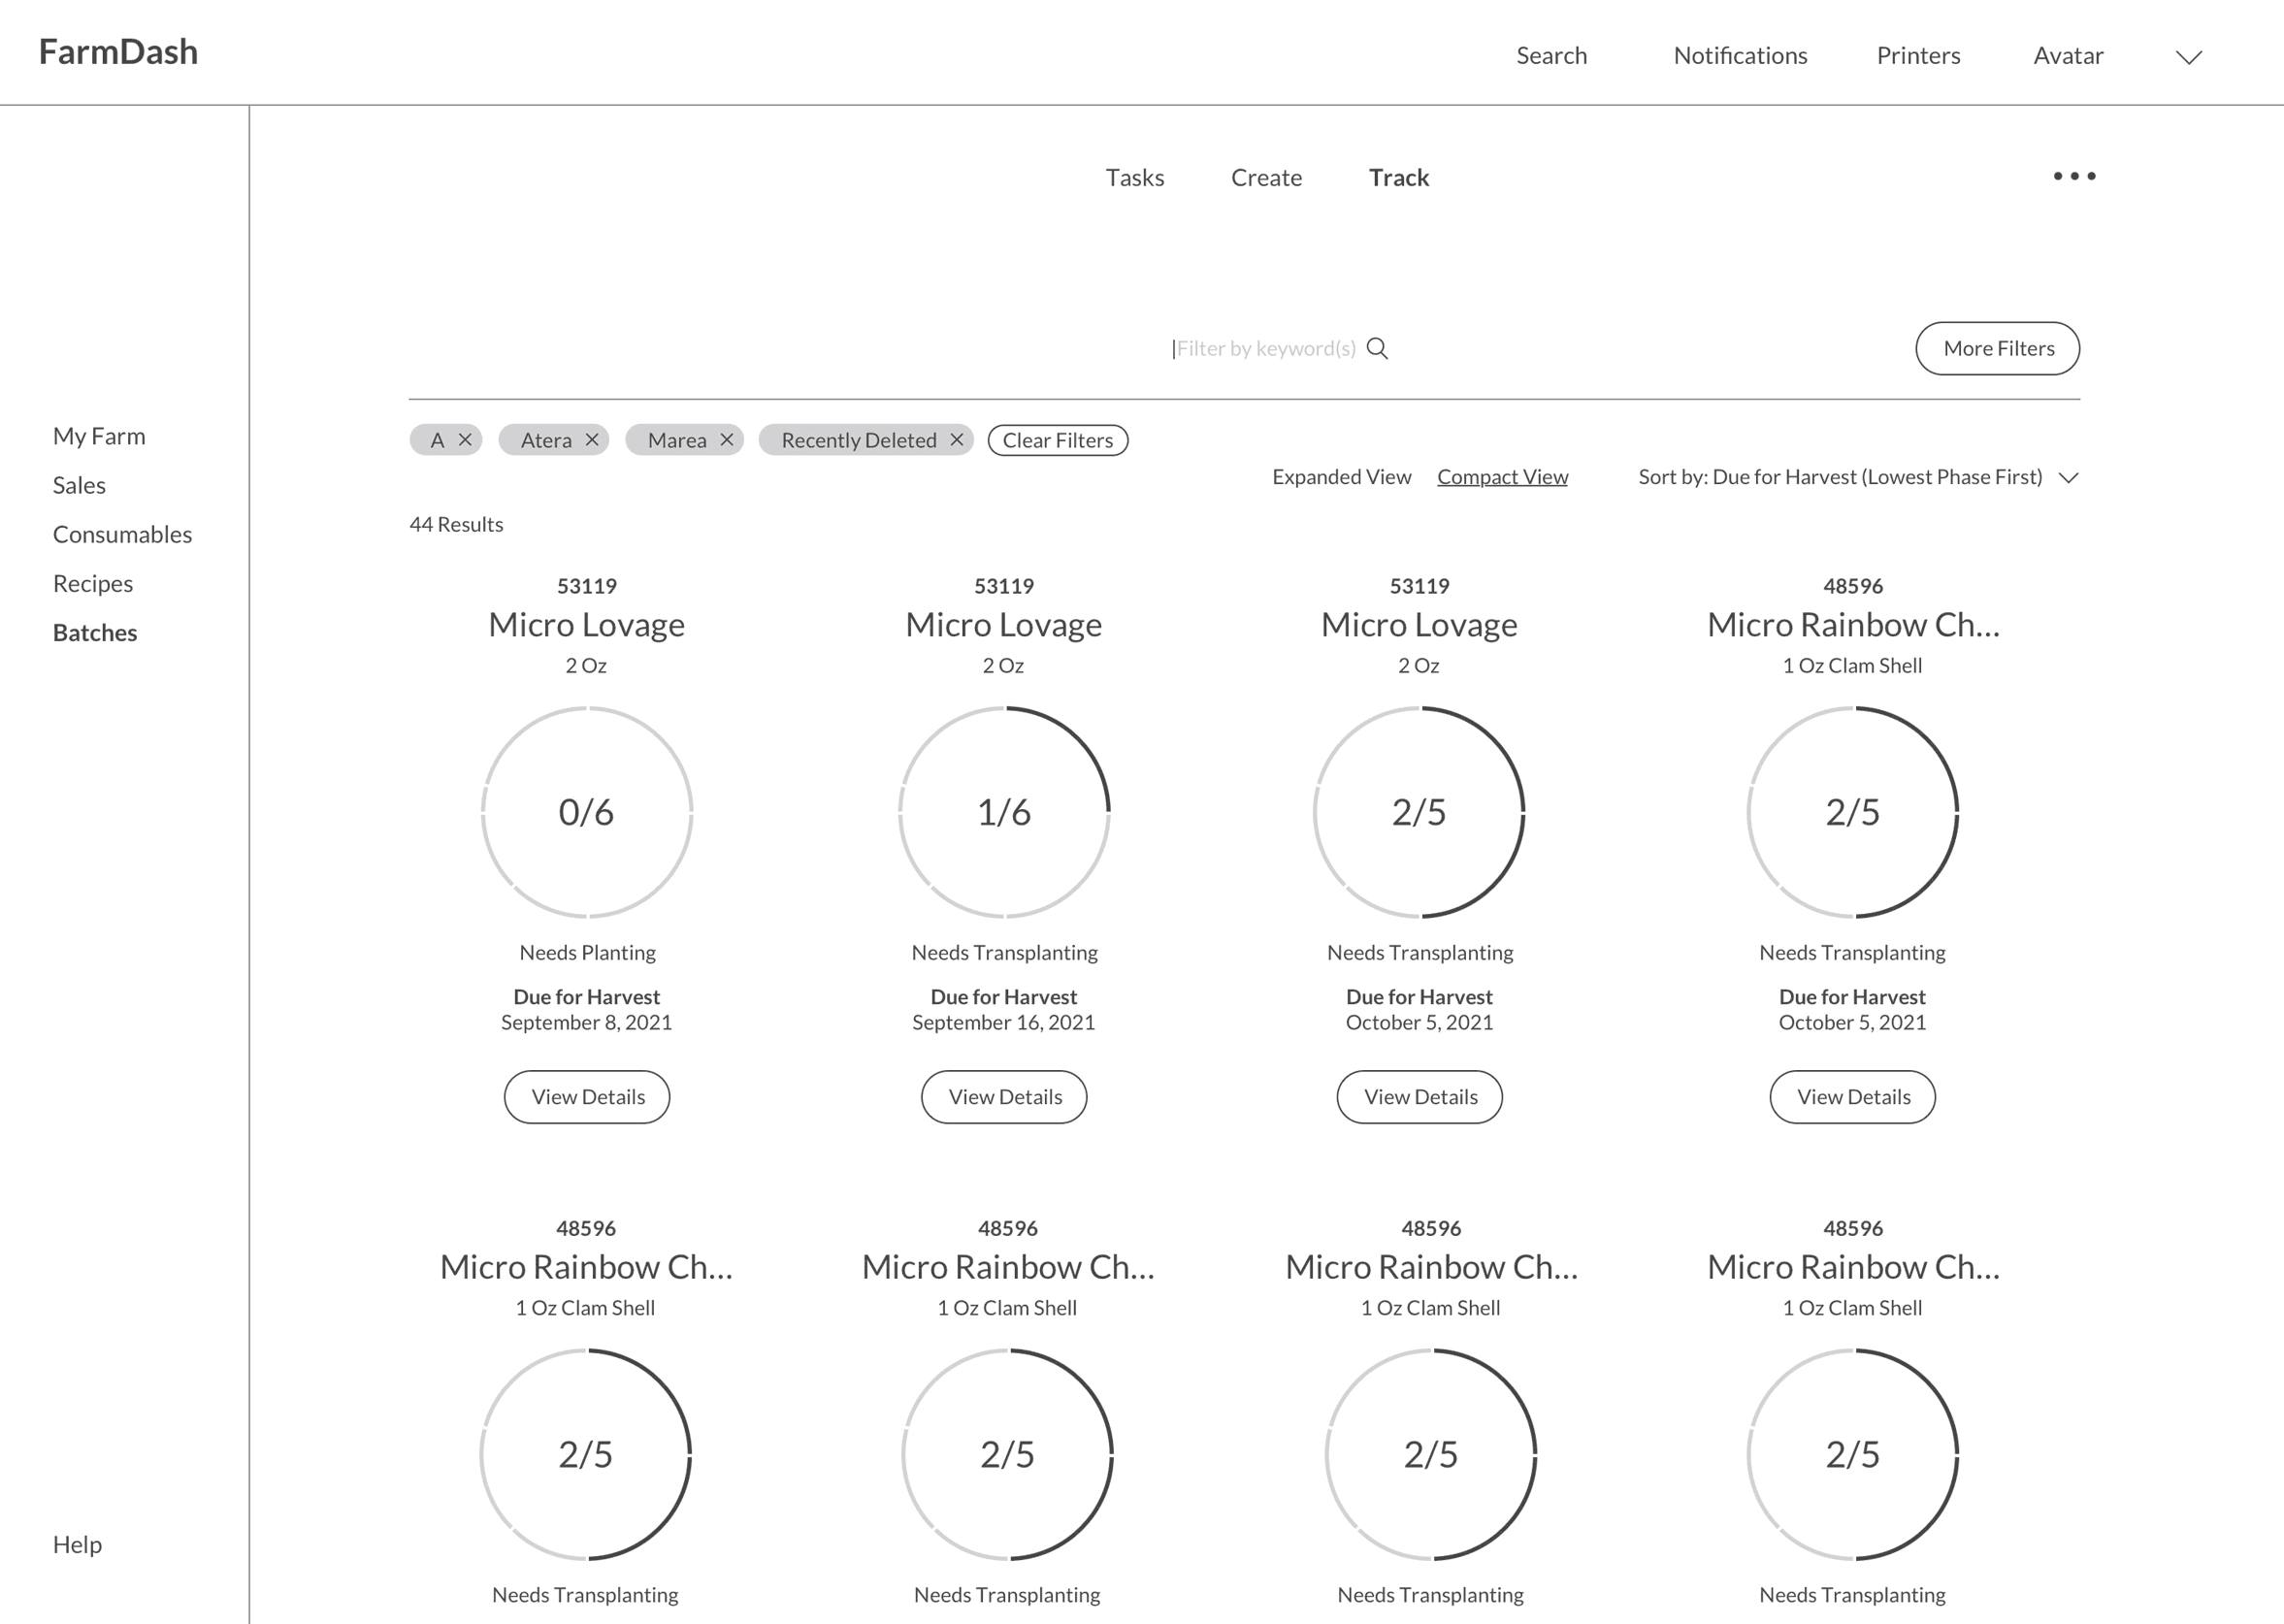 FarmDash
Search Notifications Printers Avatar
Tasks Create Track
Filter by keyword(s)
More Filters
A Atera Marea Recently Deleted Clear Filters
Expanded View Compact View Sort by: Due for Harvest (Lowest Phase First)
44 Results
My Farm
Sales
Consumables
Recipes
Batches
Help
53119 53119 53119 48596
Micro Lovage Micro Lovage Micro Lovage Micro Rainbow Ch...
2 Oz 2 Oz 2 Oz 1 Oz Clam Shell
0/6 1/6 2/5 2/5
Needs Planting Needs Transplanting Needs Transplanting Needs Transplanting
Due for Harvest Due for Harvest Due for Harvest Due for Harvest
September 8, 2021 September 16, 2021 October 5, 2021 October 5, 2021
View Details View Details View Details View Details
48596 48596 48596 48596
Micro Rainbow Ch... Micro Rainbow Ch... Micro Rainbow Ch... Micro Rainbow Ch...
1 Oz Clam Shell 1 Oz Clam Shell 1 Oz Clam Shell 1 Oz Clam Shell
2/5 2/5 2/5 2/5
Needs Transplanting Needs Transplanting Needs Transplanting Needs Transplanting